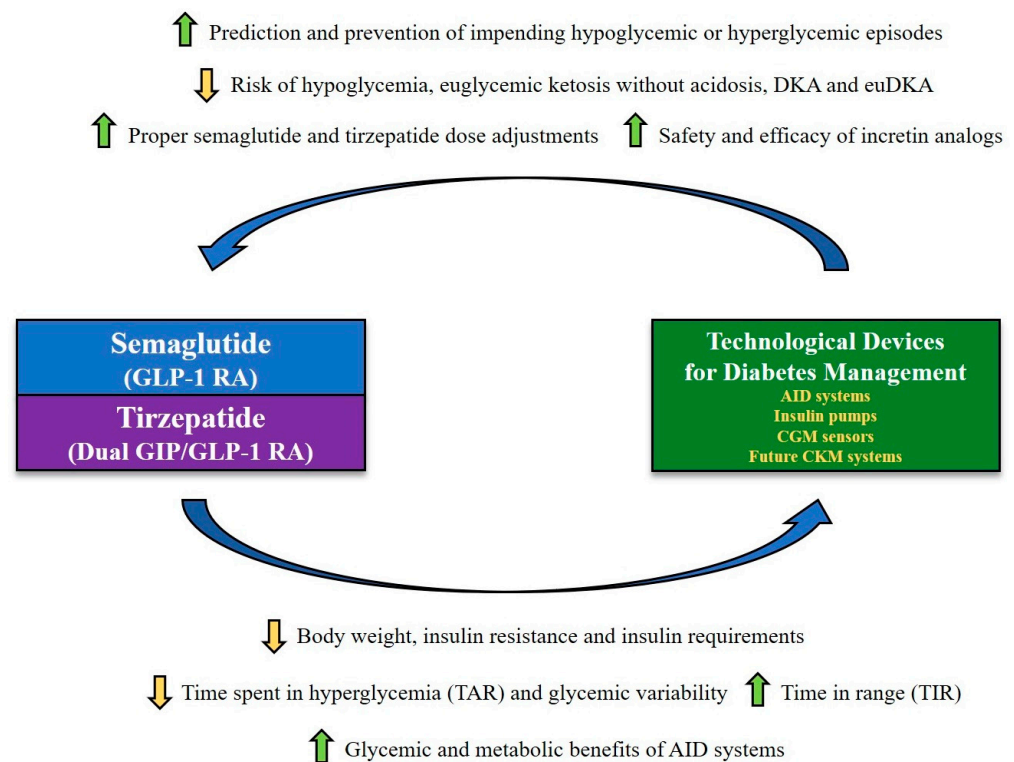 Prediction and prevention of impending hypoglycemic or hyperglycemic episodes
Risk of hypoglycemia, euglycemic ketosis without acidosis, DKA and euDKA
Proper semaglutide and tirzepatide dose adjustments
Safety and efficacy of incretin analogs
Semaglutide
(GLP-1 RA)
Tirzepatide
(Dual GIP/GLP-1 RA)
Technological Devices
for Diabetes Management
AID systems
Insulin pumps
CGM sensors
Future CKM systems
Body weight, insulin resistance and insulin requirements
Time spent in hyperglycemia (TAR) and glycemic variability
Time in range (TIR)
Glycemic and metabolic benefits of AID systems